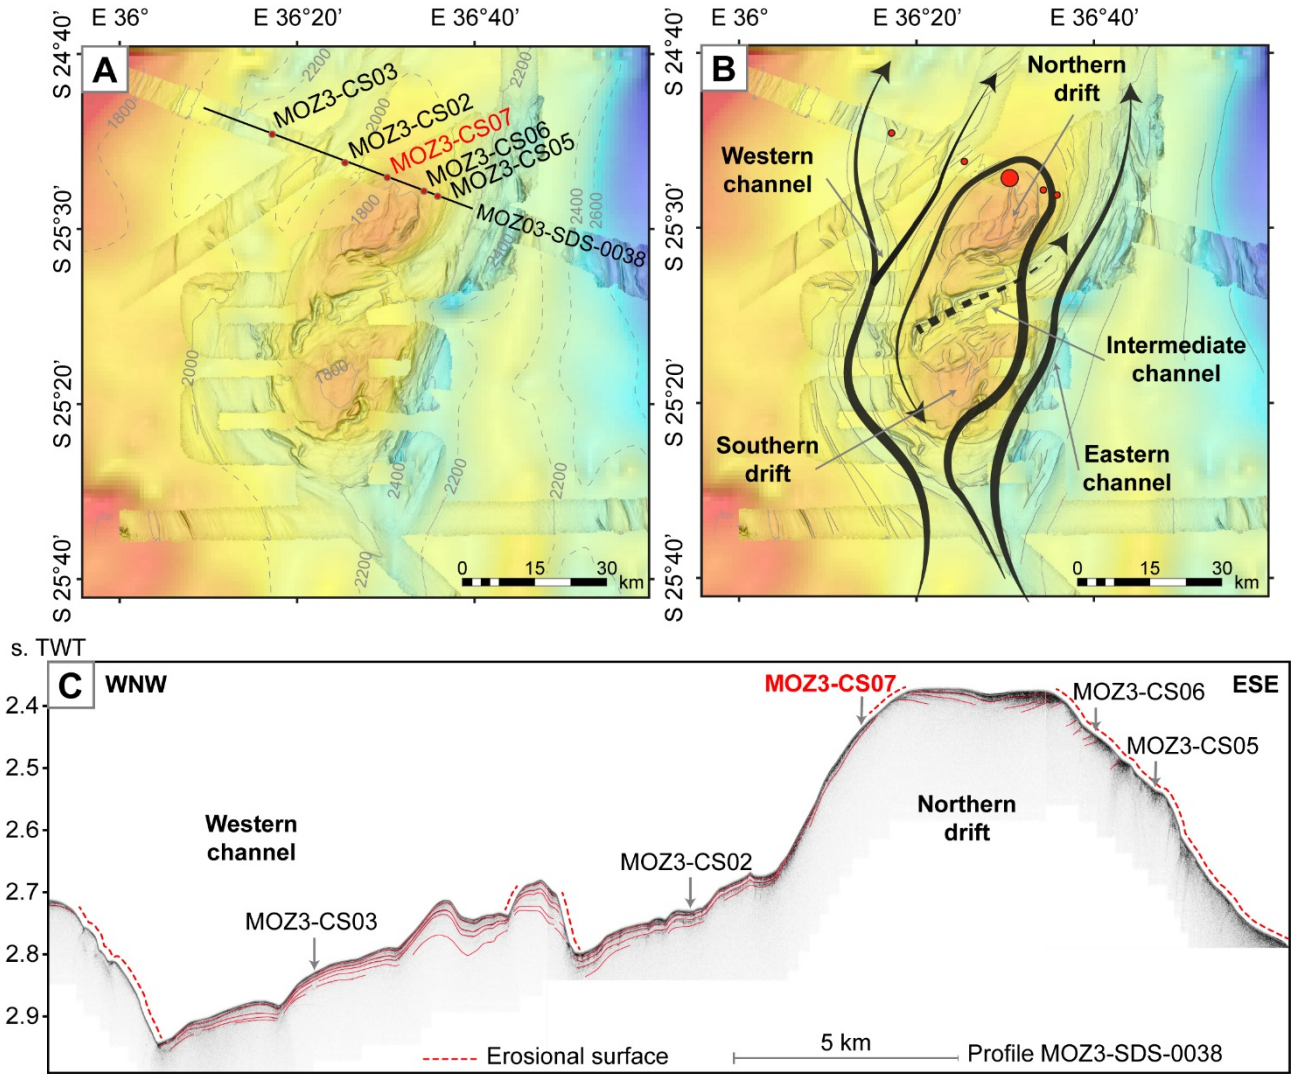 E 36°
E 36°20'
E 36°40'
E 36°
E 36°20'
E 36°40'
S 24°40'
S 25°30'
S 25°20'
S 25°40'
A
MOZ3-CS03
MOZ3-CS02
MOZ3-CS07
MOZ3-CS06
MOZ3-CS05
MOZ03-SDS-0038
1800
2200
2000
2200
1800
2400
2600
2400
2000
1800
2400
2200
2200
2200
0 15 30
km
S 24°40'
S 25°30'
S 25°20'
S 25°40'
B
Northern
drift
Western
channel
Intermediate
channel
Southern
drift
Eastern
channel
0 15 30
km
s. TWT
C WNW
ESE
2.4
2.5
2.6
2.7
2.8
2.9
MOZ3-CS07
MOZ3-CS06
MOZ3-CS05
Western
channel
Northern
drift
MOZ3-CS02
MOZ3-CS03
Erosional surface
5 km
Profile MOZ3-SDS-0038